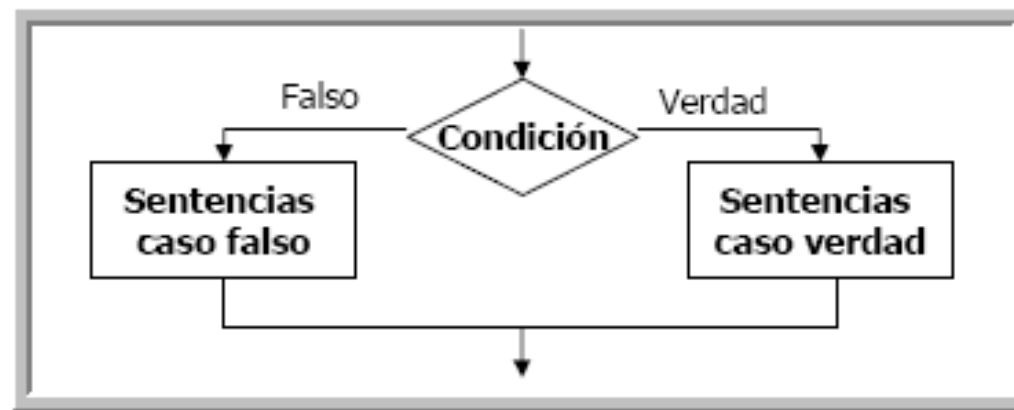 Falso
Verdad
Condición
Sentencias
caso falso
Sentencias
caso verdad